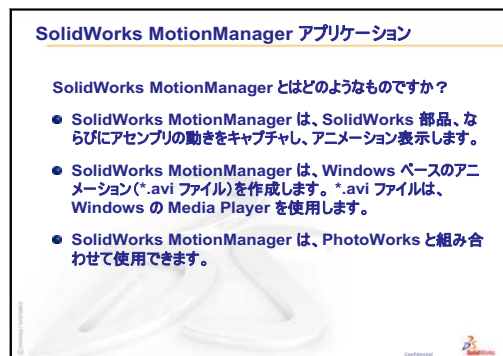 SolidWorks MotionManager アプリケーション
SolidWorks MotionManager とはどのようなものですか？
SolidWorks MotionManager は、SolidWorks 部品、な
らびにアセンブリの動きをキャプチャし、アニメーション表示します。
SolidWorks MotionManager は、Windows ベースのアニ
メーション（*.avi ファイル）を作成します。*.avi ファイルは、
Windows の Media Player を使用します。
SolidWorks MotionManager は、PhotoWorks と組み合
わせて使用できます。
Confidential
SolidWorks